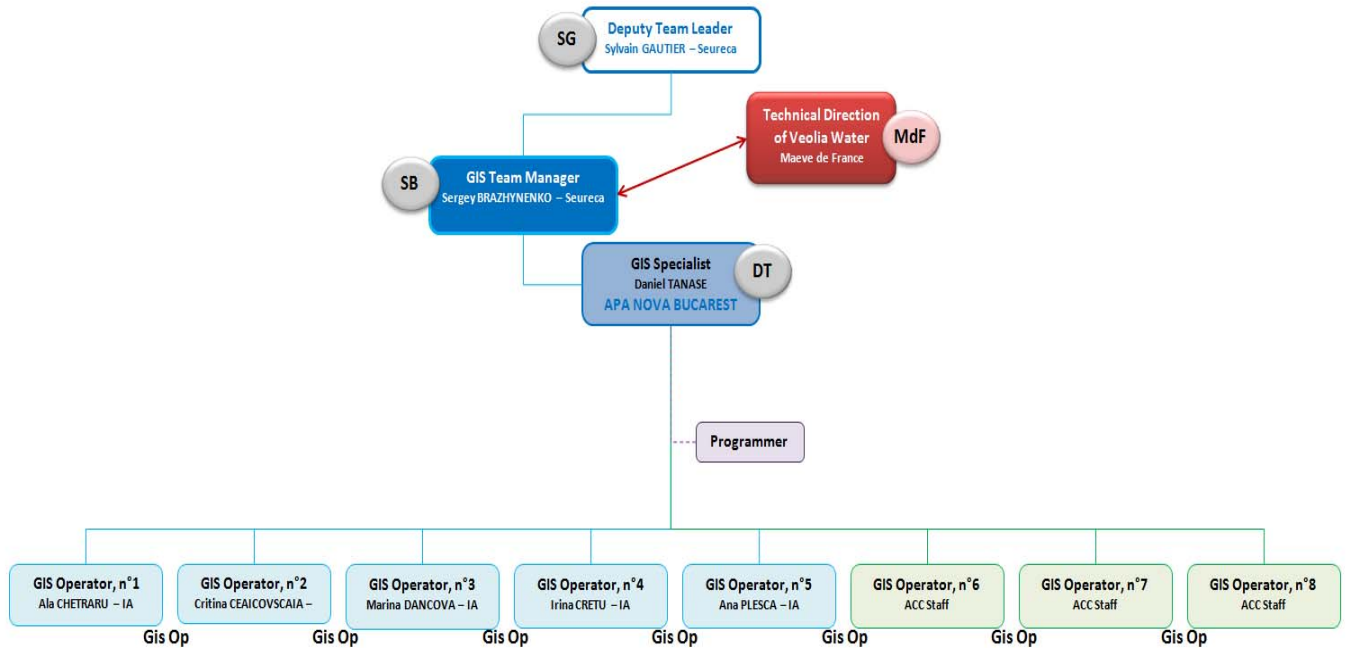 SG
Deputy Team Leader
Sylvain GAUTIER – Seureca
Technical Direction
of Veolia Water
Maeve de France
MdF
SB
GIS Team Manager
Sergey BRAZHYNENKO – Seureca
GIS Specialist
Daniel TANASE
APA NOVA BUCAREST
DT
Programmer
GIS Operator, n°1
Ala CHETRARU – IA
GIS Operator, n°2
Critina CEAICOVSCAIA –
GIS Operator, n°3
Marina DANCOVA – IA
GIS Operator, n°4
Irina CRETU – IA
GIS Operator, n°5
Ana PLESCA – IA
GIS Operator, n°6
ACC Staff
GIS Operator, n°7
ACC Staff
GIS Operator, n°8
ACC Staff
Gis Op
Gis Op
Gis Op
Gis Op
Gis Op
Gis Op
Gis Op